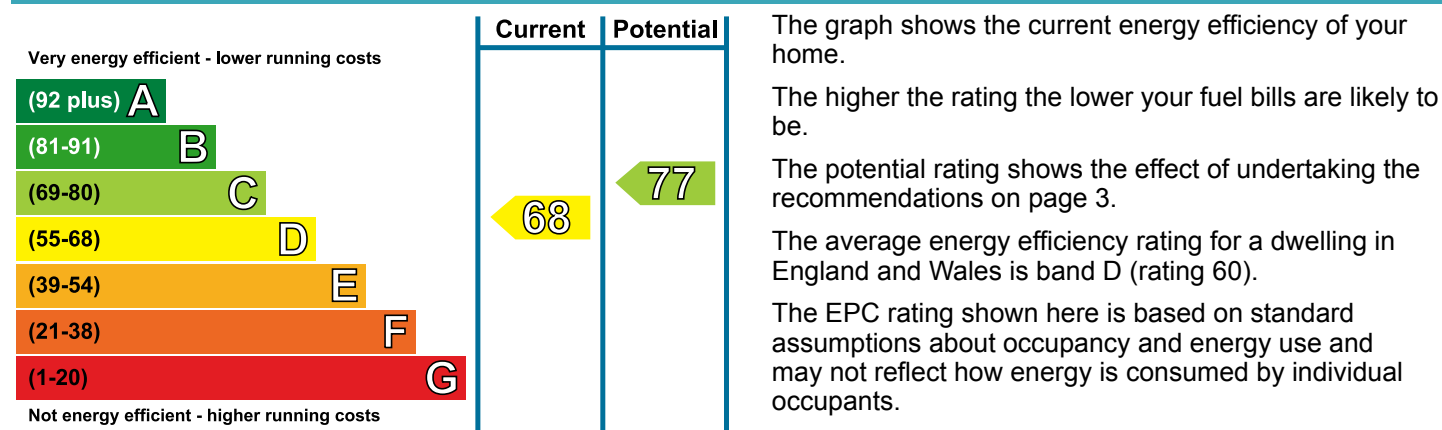 Current Potential
Very energy efficient - lower running costs
(92 plus) A
(81-91) B
(69-80) C
(55-68) D
(39-54) E
(21-38) F
(1-20) G
Not energy efficient - higher running costs
68
77
The graph shows the current energy efficiency of your
home.
The higher the rating the lower your fuel bills are likely to
be.
The potential rating shows the effect of undertaking the
recommendations on page 3.
The average energy efficiency rating for a dwelling in
England and Wales is band D (rating 60).
The EPC rating shown here is based on standard
assumptions about occupancy and energy use and
may not reflect how energy is consumed by individual
occupants.